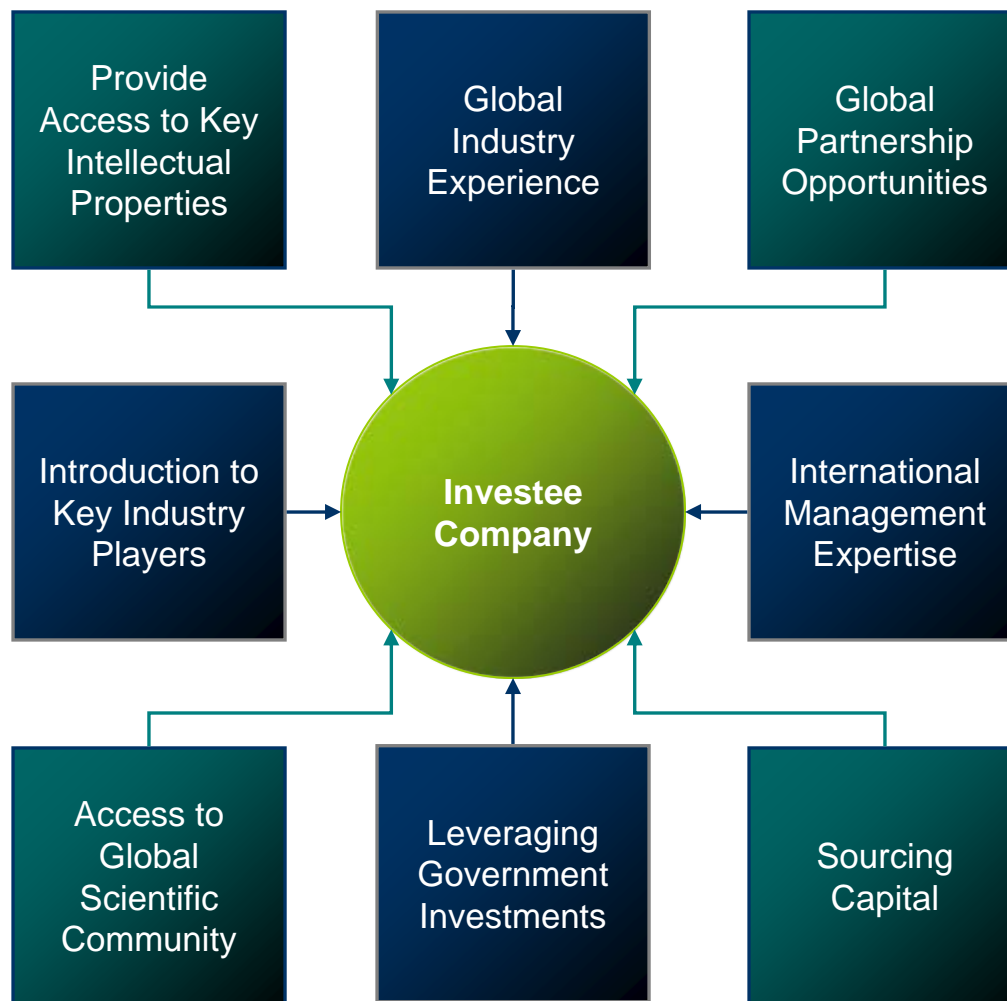 Provide
Access to Key
Intellectual
Properties
Global
Industry
Experience
Global
Partnership
Opportunities
Introduction to
Key Industry
Players
Investee
Company
International
Management
Expertise
Access to
Global
Scientific
Community
Leveraging
Government
Investments
Sourcing
Capital